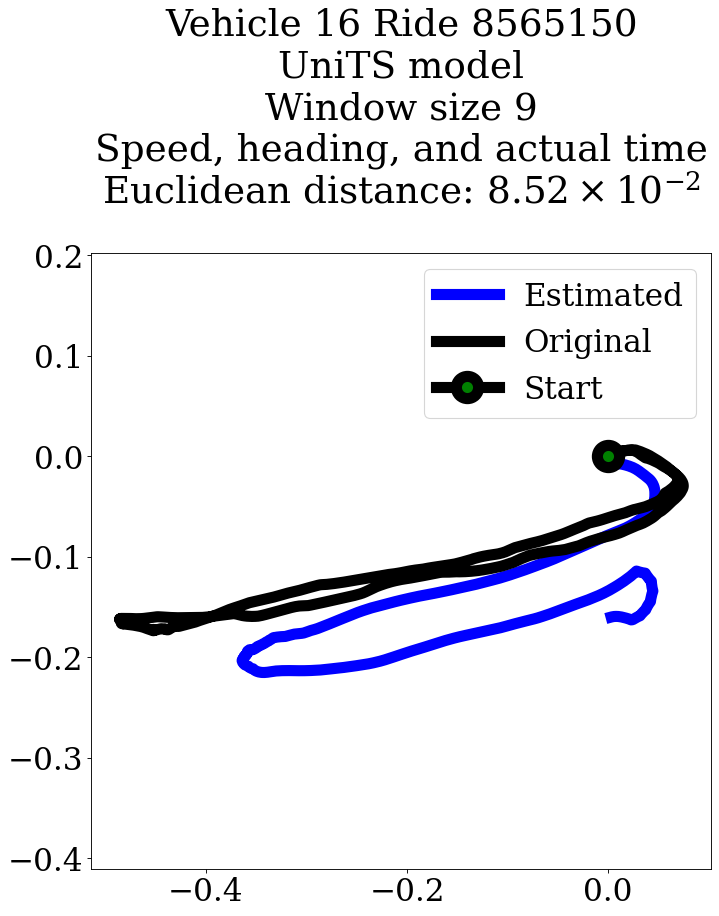 Vehicle 16 Ride 8565150
UniTS model
Window size 9
Speed, heading, and actual time
Euclidean distance: 8.52 × 10⁻²
Estimated
Original
Start
0.2
0.1
0.0
−0.1
−0.2
−0.3
−0.4
−0.4 −0.2 0.0